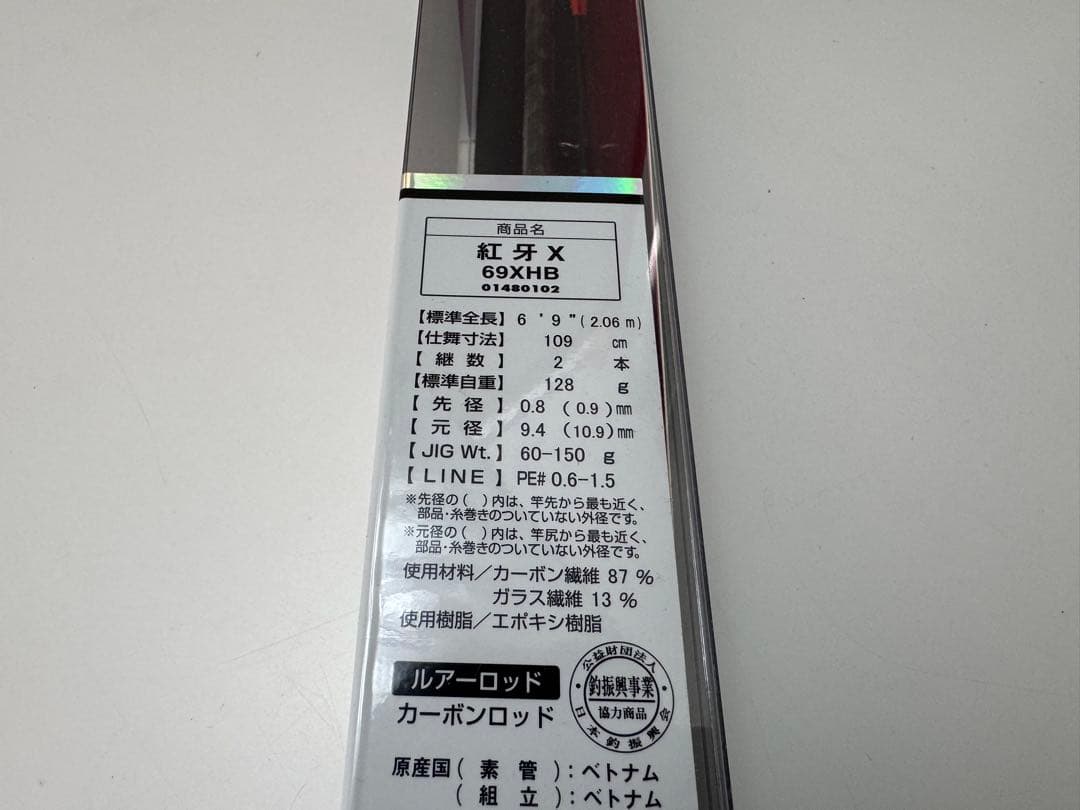 商品名
紅牙X
69XHB
01480102
【標準全長】 6'9"(2.06m)
【仕舞寸法】 109 cm
【継数】 2 本
【標準自重】 128 g
【先径】 0.8 (0.9)mm
【元径】 9.4 (10.9)mm
【JIG Wt.】 60-150 g
【LINE】 PE# 0.6-1.5
※先径の( )内は、竿先から最も近く、
部品・糸巻きのついていない外径です。
※元径の( )内は、竿尻から最も近く、
部品・糸巻きのついていない外径です。
使用材料/カーボン繊維 87 %
ガラス繊維 13 %
使用樹脂/エポキシ樹脂
ルアーロッド
カーボンロッド
公益財団法人
釣振興事業
協力商品
日本釣振興会
原産国(素管):ベトナム
(組立):ベトナム